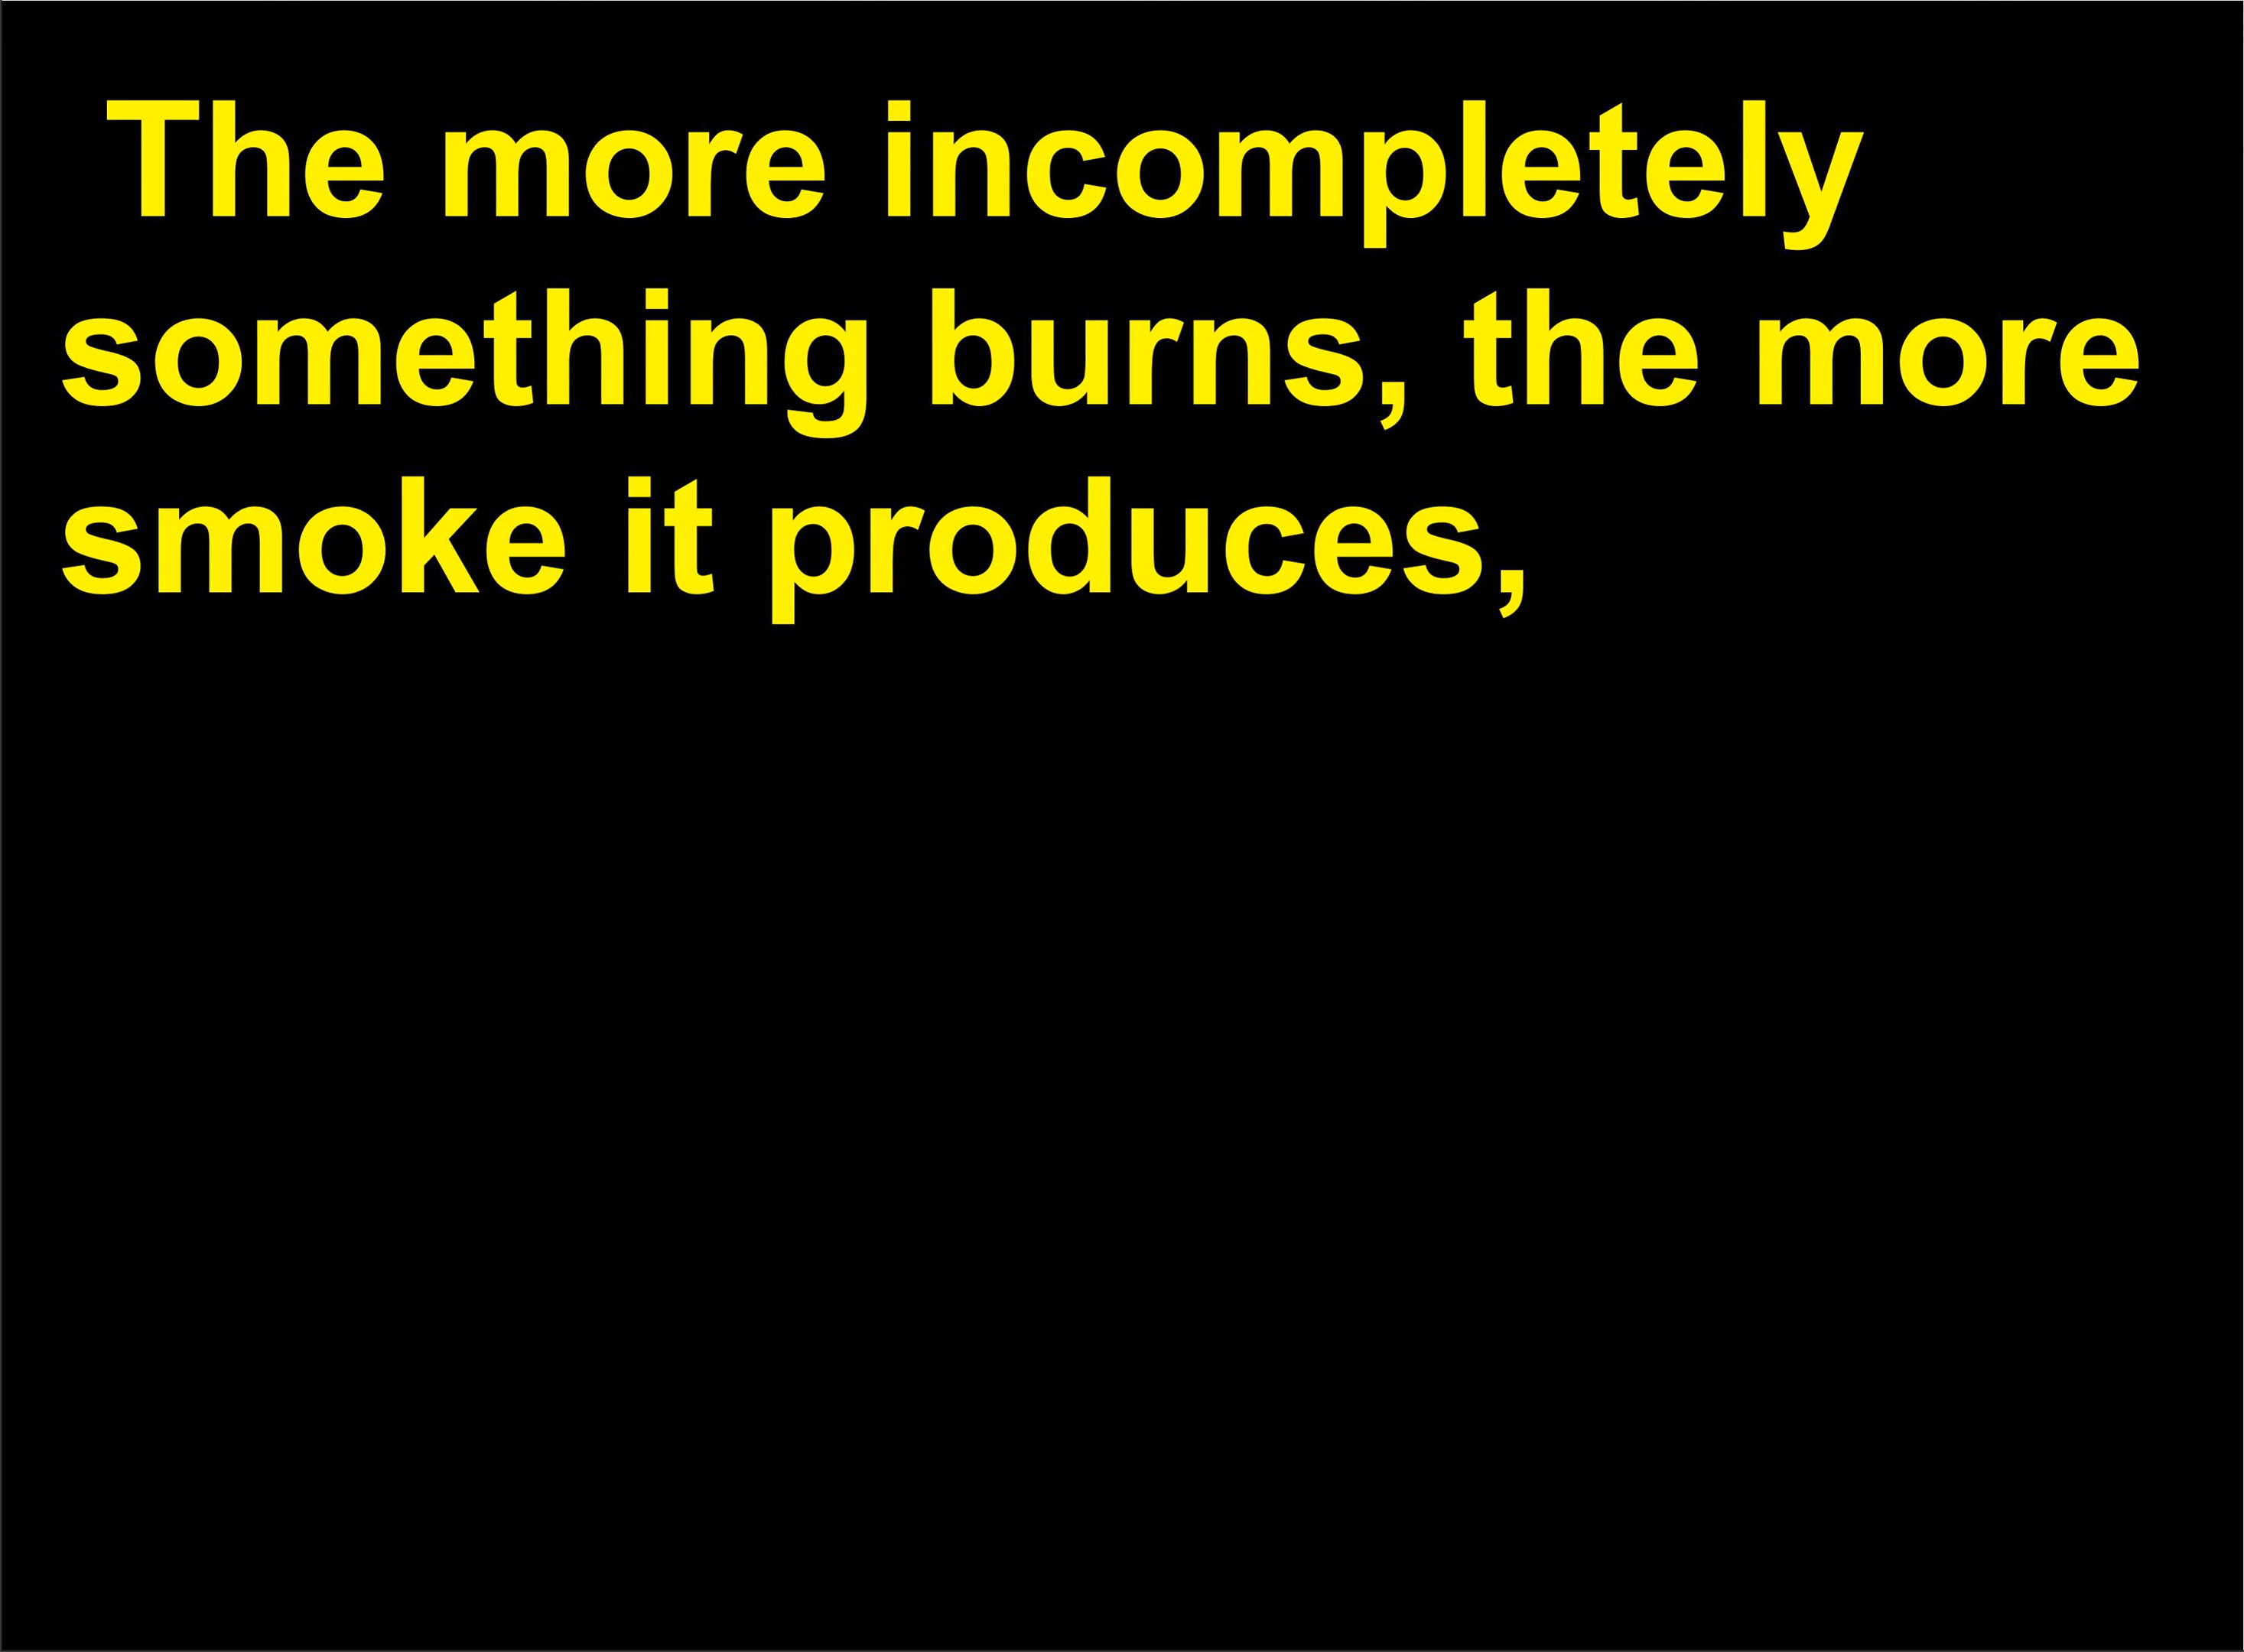 The more incompletely
something burns, the more
smoke it produces,